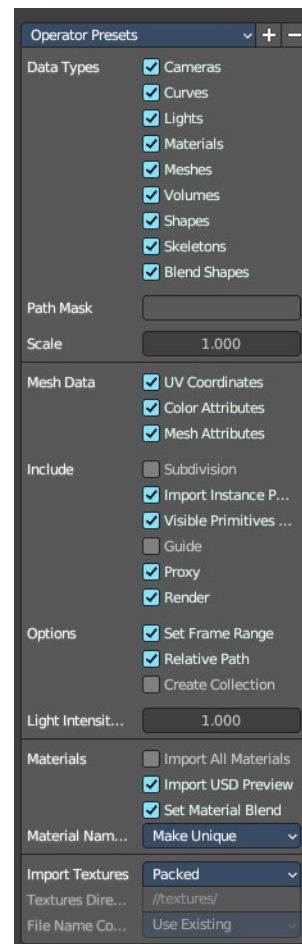 Operator Presets
Data Types Cameras
Curves
Lights
Materials
Meshes
Volumes
Shapes
Skeletons
Blend Shapes
Path Mask
Scale 1.000
Mesh Data UV Coordinates
Color Attributes
Mesh Attributes
Include Subdivision
Import Instance P...
Visible Primitives ...
Guide
Proxy
Render
Options Set Frame Range
Relative Path
Create Collection
Light Intensit... 1.000
Materials Import All Materials
Import USD Preview
Set Material Blend
Material Nam... Make Unique
Import Textures Packed
Textures Dire... //textures/
File Name Co... Use Existing